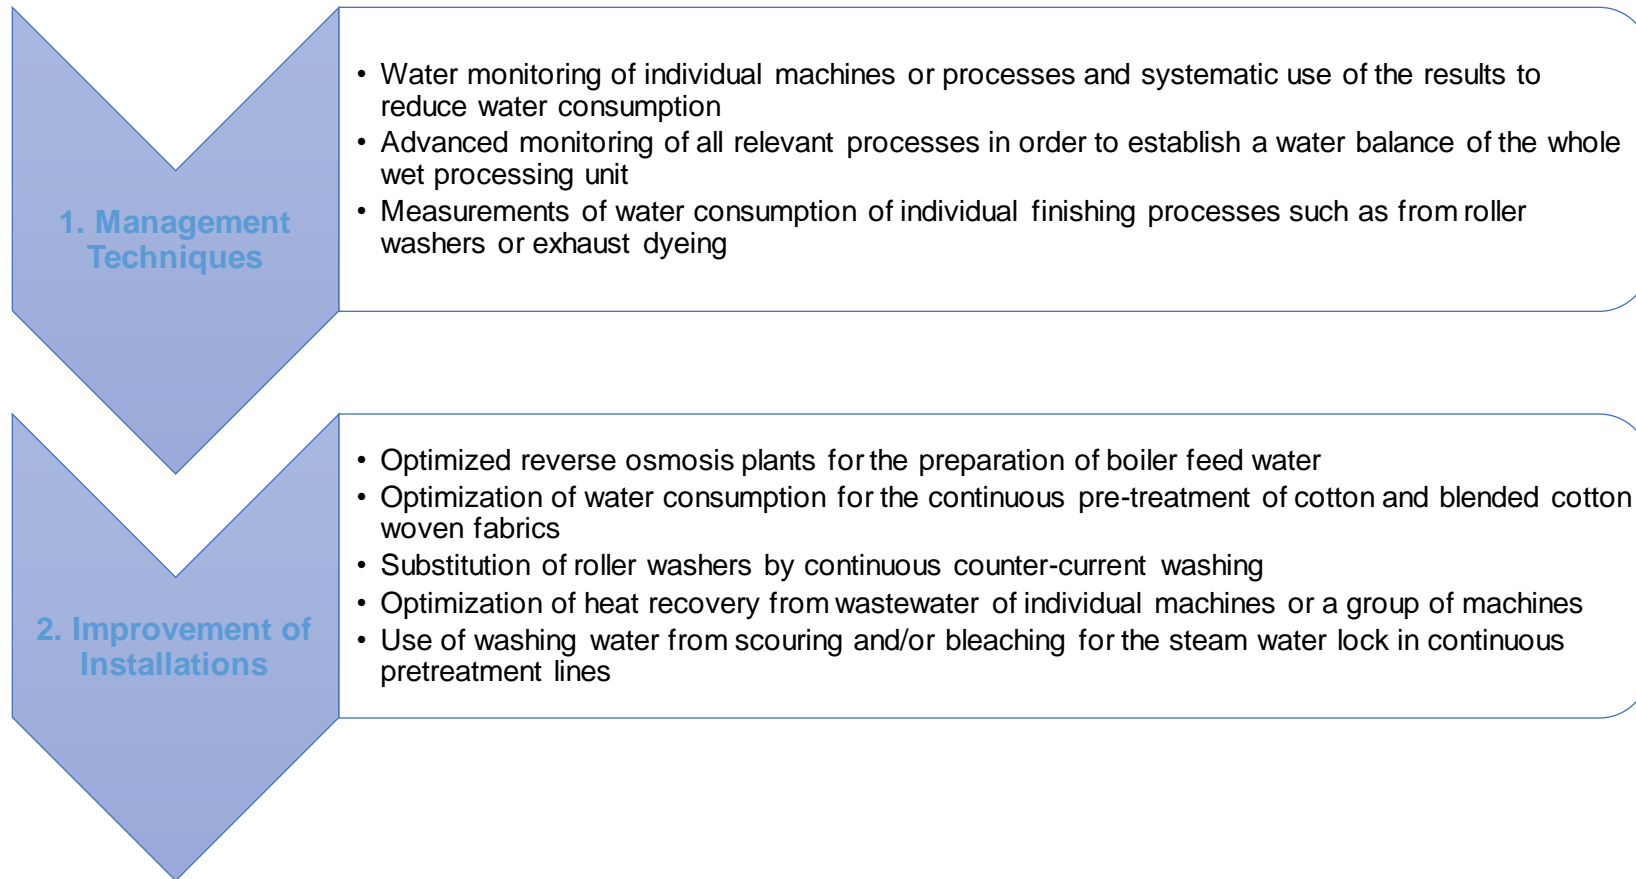 1. Management
Techniques
• Water monitoring of individual machines or processes and systematic use of the results to
reduce water consumption
• Advanced monitoring of all relevant processes in order to establish a water balance of the whole
wet processing unit
• Measurements of water consumption of individual finishing processes such as from roller
washers or exhaust dyeing
2. Improvement of
Installations
• Optimized reverse osmosis plants for the preparation of boiler feed water
• Optimization of water consumption for the continuous pre-treatment of cotton and blended cotton
woven fabrics
• Substitution of roller washers by continuous counter-current washing
• Optimization of heat recovery from wastewater of individual machines or a group of machines
• Use of washing water from scouring and/or bleaching for the steam water lock in continuous
pretreatment lines